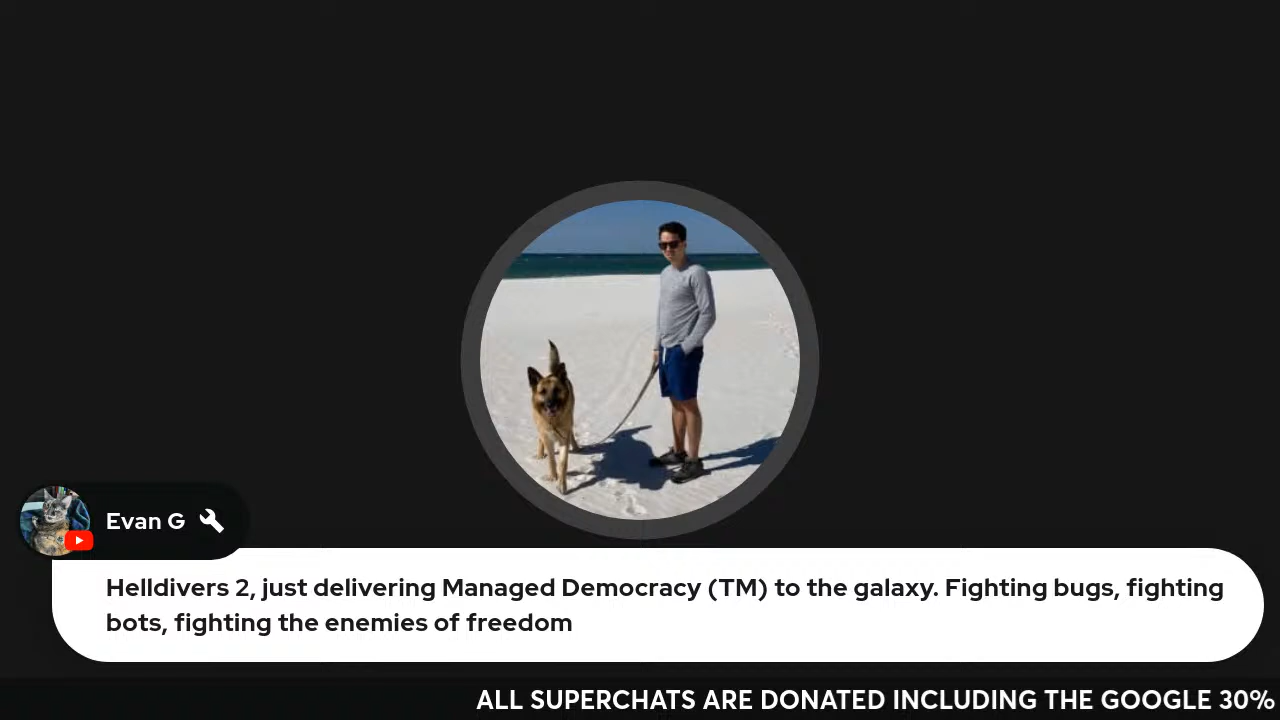 Evan G
Helldivers 2, just delivering Managed Democracy (TM) to the galaxy. Fighting bugs, fighting
bots, fighting the enemies of freedom
ALL SUPERCHATS ARE DONATED INCLUDING THE GOOGLE 30%